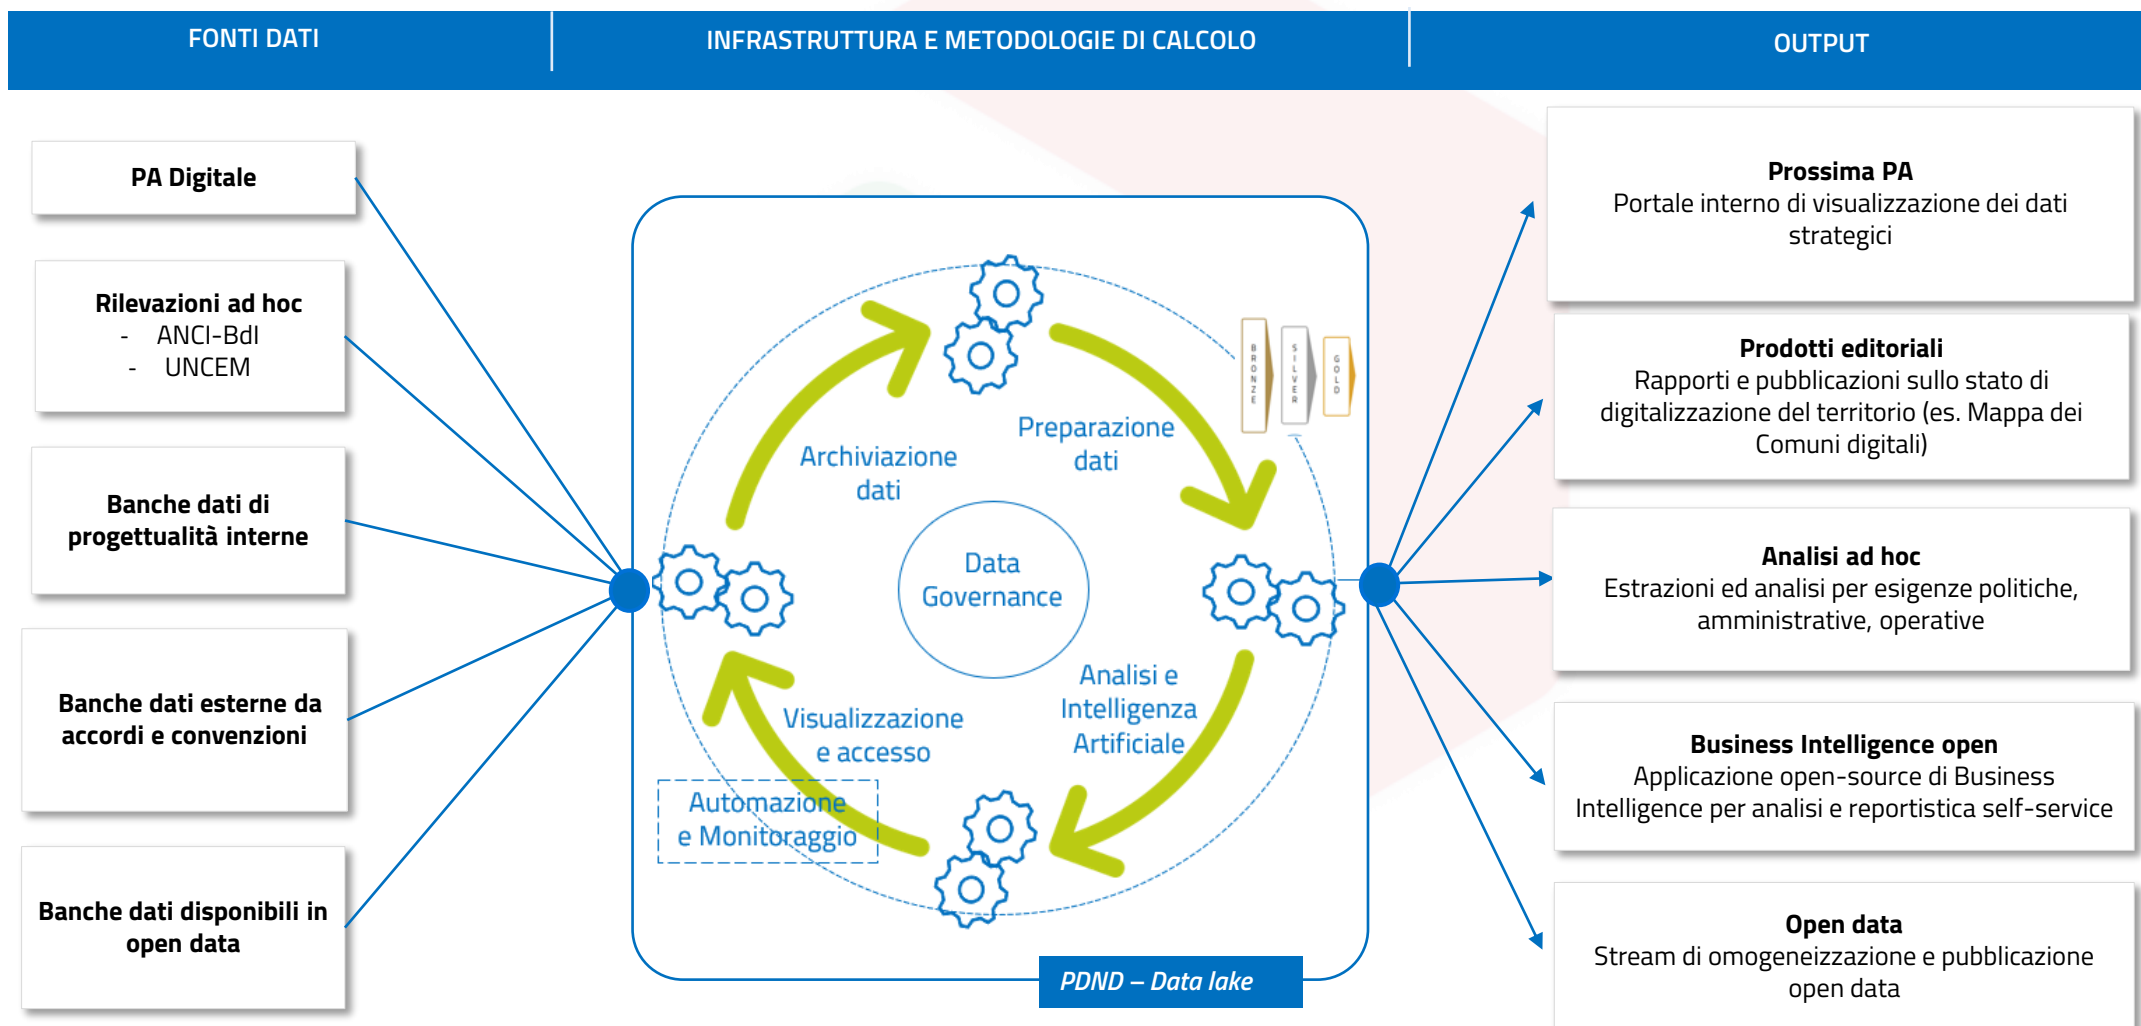 FONTI DATI
INFRASTRUTTURA E METODOLOGIE DI CALCOLO
OUTPUT
PA Digitale
Rilevazioni ad hoc
- ANCI-BdI
- UNCEM
Banche dati di
progettualità interne
Banche dati esterne da
accordi e convenzioni
Banche dati disponibili in
open data
Archiviazione
dati
Preparazione
dati
BRONZE
SILVER
GOLD
Data
Governance
Analisi e
Intelligenza
Artificiale
Visualizzazione
e accesso
Automazione
e Monitoraggio
PDND – Data lake
Prossima PA
Portale interno di visualizzazione dei dati
strategici
Prodotti editoriali
Rapporti e pubblicazioni sullo stato di
digitalizzazione del territorio (es. Mappa dei
Comuni digitali)
Analisi ad hoc
Estrazioni ed analisi per esigenze politiche,
amministrative, operative
Business Intelligence open
Applicazione open-source di Business
Intelligence per analisi e reportistica self-service
Open data
Stream di omogeneizzazione e pubblicazione
open data